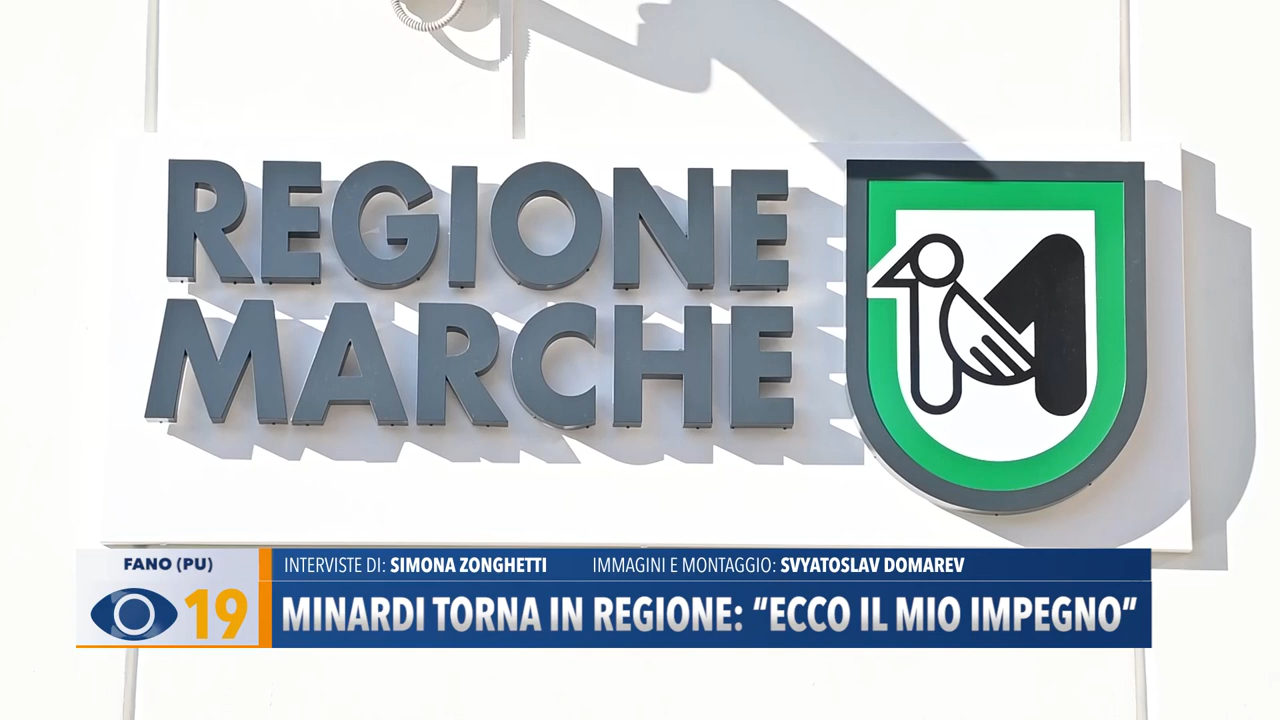 REGIONE
MARCHE
FANO (PU)
INTERVISTE DI: SIMONA ZONGHETTI IMMAGINI E MONTAGGIO: SVYATOSLAV DOMAREV
19
MINARDI TORNA IN REGIONE: “ECCO IL MIO IMPEGNO”